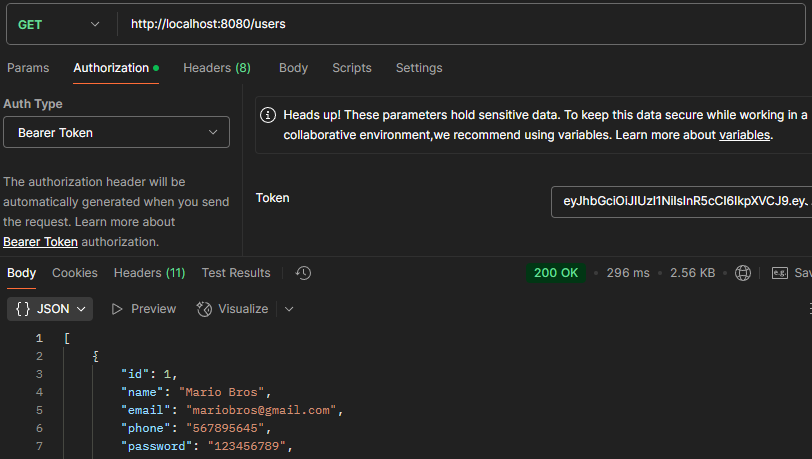 GET http://localhost:8080/users
Params Authorization Headers (8) Body Scripts Settings
Auth Type
Bearer Token
The authorization header will be
automatically generated when you send
the request. Learn more about
Bearer Token authorization.
Heads up! These parameters hold sensitive data. To keep this data secure while working in a
collaborative environment,we recommend using variables. Learn more about variables.
Token
eyJhbGciOiJIUzI1NiIsInR5cCI6IkpXVCJ9.ey
Body Cookies Headers (11) Test Results 200 OK • 296 ms • 2.56 KB • e.g. Sav
{} JSON Preview Visualize
1 [
2 {
3 "id": 1,
4 "name": "Mario Bros",
5 "email": "mariobros@gmail.com",
6 "phone": "567895645",
7 "password": "123456789",